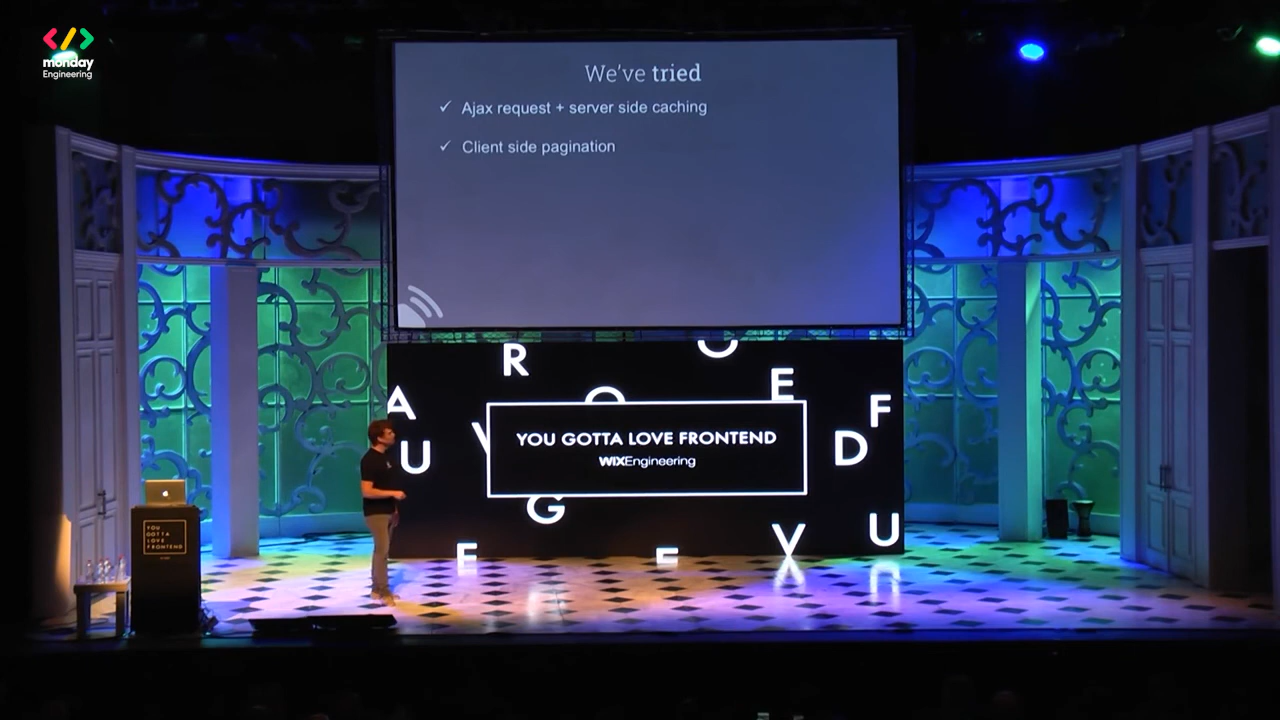 monday
Engineering
We've tried
✓ Ajax request + server side caching
✓ Client side pagination
R
O
E
A
F
U
V
D
YOU GOTTA LOVE FRONTEND
WIXEngineering
G
V
U
E
E
YOU
GOTTA
LOVE
FRONTEND